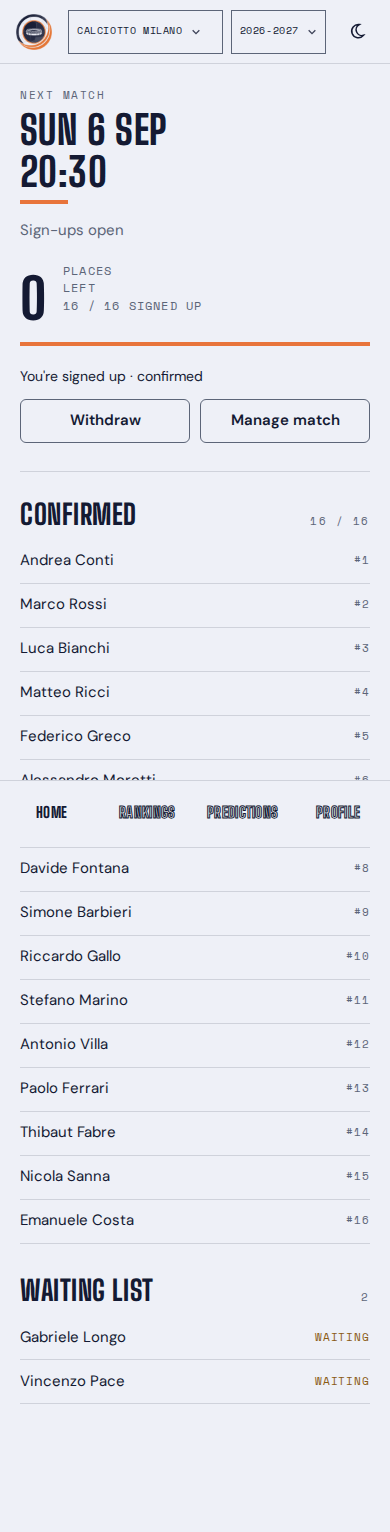 CALCIOTTO MILANO
2026-2027
NEXT MATCH
SUN 6 SEP
20:30
Sign-ups open
0
PLACES
LEFT
16 / 16 SIGNED UP
You're signed up · confirmed
Withdraw
Manage match
CONFIRMED
16 / 16
Andrea Conti #1
Marco Rossi #2
Luca Bianchi #3
Matteo Ricci #4
Federico Greco #5
Alessandro Moretti #6
HOME
RANKINGS
PREDICTIONS
PROFILE
Davide Fontana #8
Simone Barbieri #9
Riccardo Gallo #10
Stefano Marino #11
Antonio Villa #12
Paolo Ferrari #13
Thibaut Fabre #14
Nicola Sanna #15
Emanuele Costa #16
WAITING LIST
2
Gabriele Longo WAITING
Vincenzo Pace WAITING